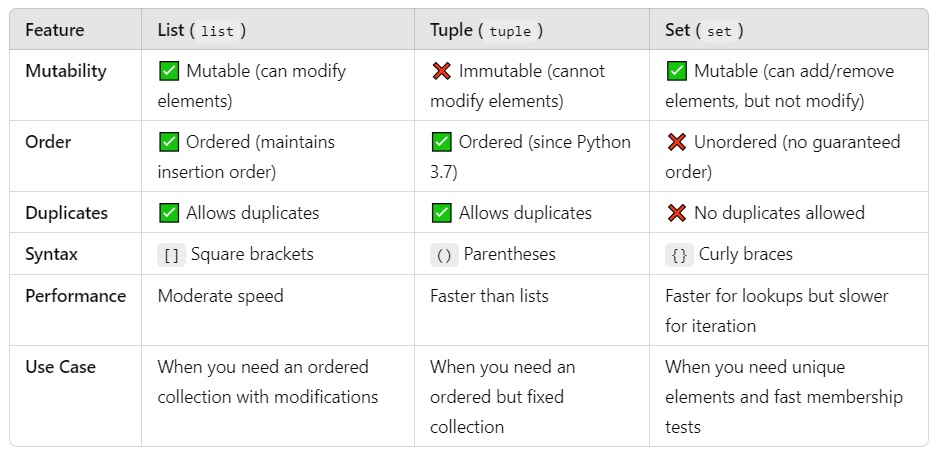 Feature List ( list ) Tuple ( tuple ) Set ( set )
Mutability ✅ Mutable (can modify ❌ Immutable (cannot ✅ Mutable (can add/remove
elements) modify elements) elements, but not modify)
Order ✅ Ordered (maintains ✅ Ordered (since Python ❌ Unordered (no guaranteed
insertion order) 3.7) order)
Duplicates ✅ Allows duplicates ✅ Allows duplicates ❌ No duplicates allowed
Syntax [] Square brackets () Parentheses {} Curly braces
Performance Moderate speed Faster than lists Faster for lookups but slower
for iteration
Use Case When you need an ordered When you need an When you need unique
collection with modifications ordered but fixed elements and fast membership
collection tests